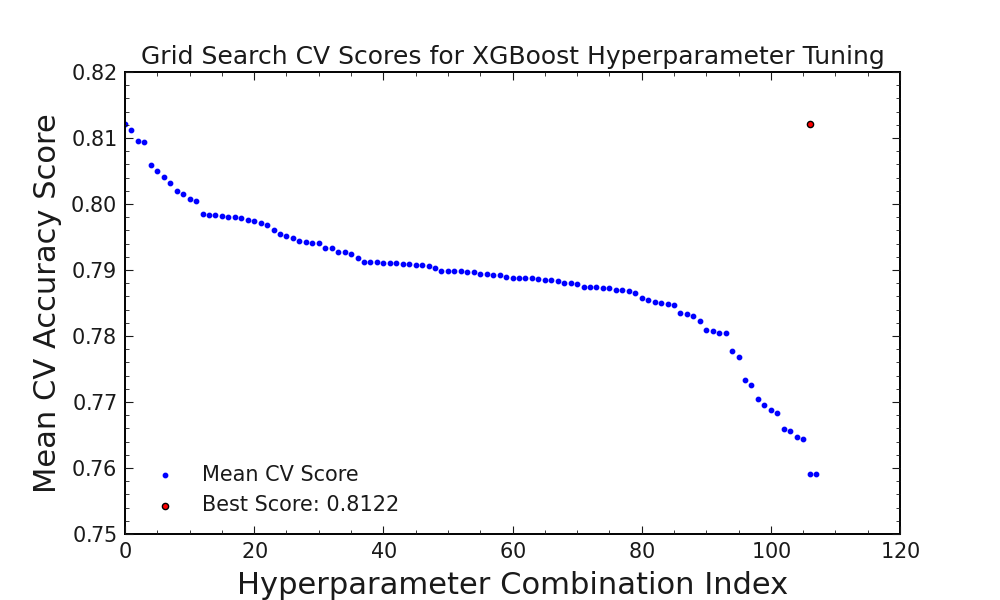 Grid Search CV Scores for XGBoost Hyperparameter Tuning
Mean CV Accuracy Score
0.82
0.81
0.80
0.79
0.78
0.77
0.76
0.75
Mean CV Score
Best Score: 0.8122
0 20 40 60 80 100 120
Hyperparameter Combination Index